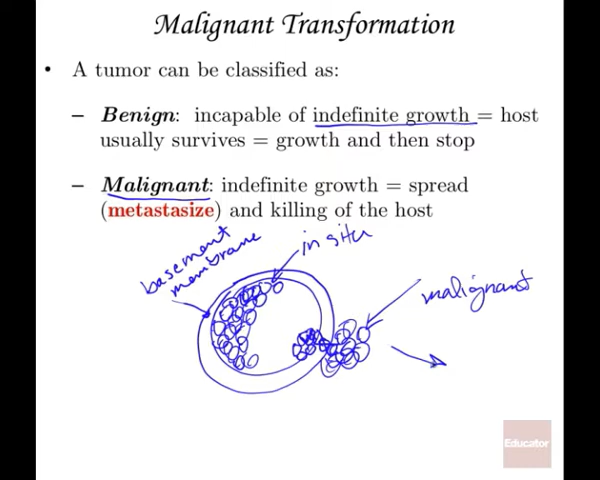 Malignant Transformation
• A tumor can be classified as:
– Benign: incapable of indefinite growth = host
usually survives = growth and then stop
– Malignant: indefinite growth = spread
(metastasize) and killing of the host
basement
membrane
in situ
malignant
Educator